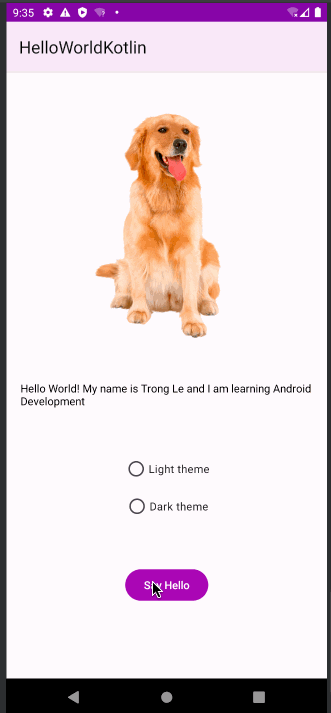 9:35
HelloWorldKotlin
Hello World! My name is Trong Le and I am learning Android
Development
Light theme
Dark theme
Say Hello